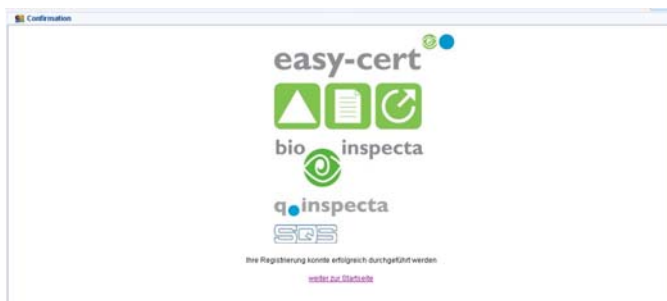 Confirmation
easy-cert
bio inspecta
q.inspecta
SQS
Ihre Registrierung konnte erfolgreich durchgeführt werden
weiter zur Startseite